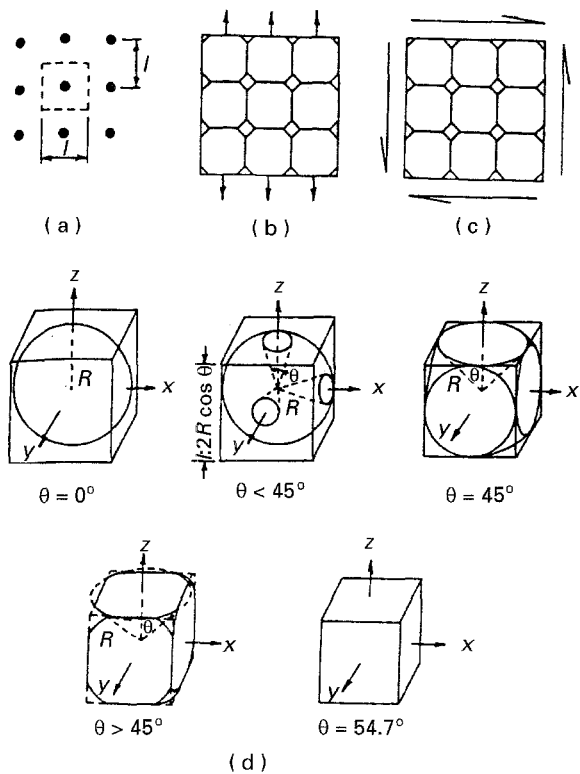 l
l
(a)
(b)
(c)
z
R
x
y
θ = 0°
z
θ
R
x
y
l:2R cos θ
θ < 45°
z
R
θ
x
y
θ = 45°
z
θ
R
x
y
θ > 45°
z
x
y
θ = 54.7°
(d)